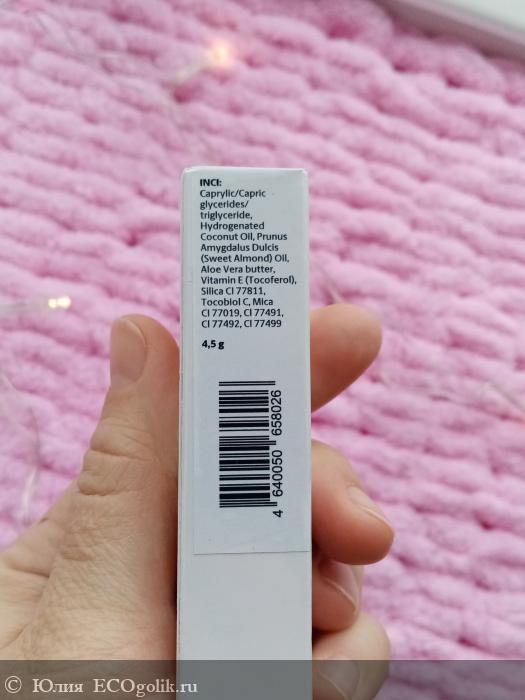 INCI:
Caprylic/Capric
glycerides/
triglyceride,
Hydrogenated
Coconut Oil, Prunus
Amygdalus Dulcis
(Sweet Almond) Oil,
Aloe Vera butter,
Vitamin E (Tocoferol),
Silica CI 77811,
Tocobiol C, Mica
CI 77019, CI 77491,
CI 77492, CI 77499
4,5 g
4 640050 658026
© Юлия ECOgolik.ru